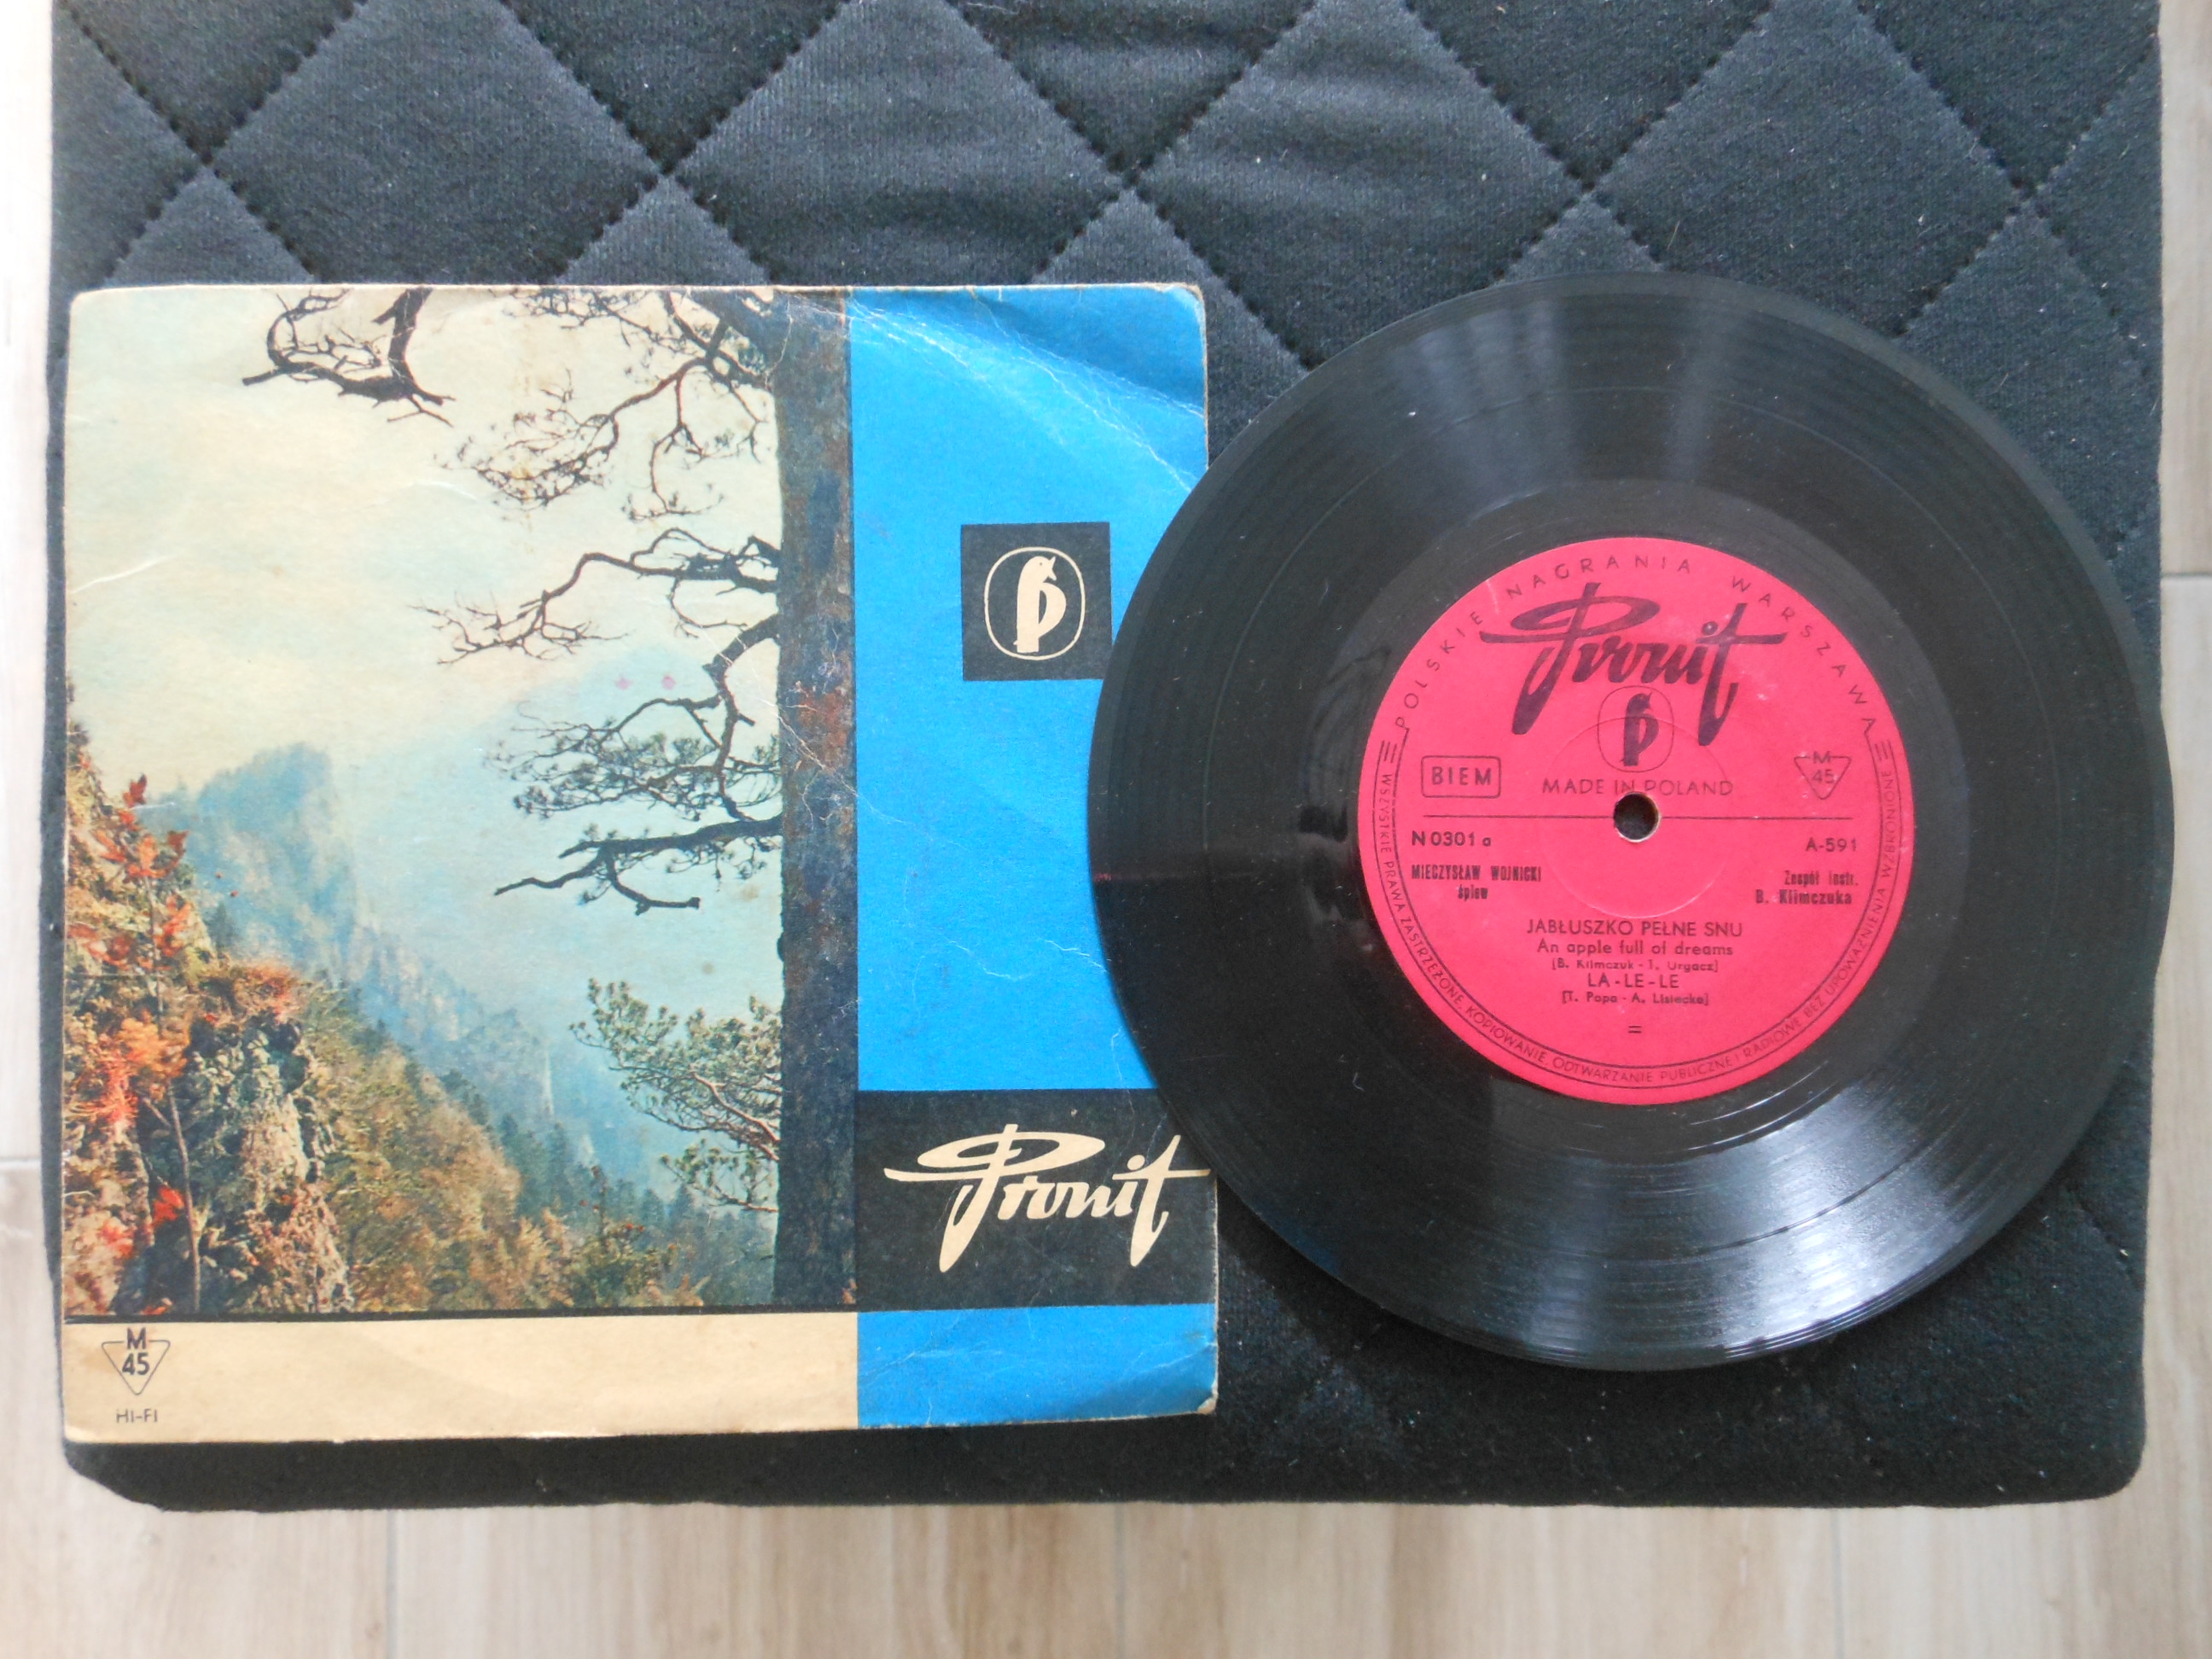 Pronit
M
45
HI-FI
POLSKIE NAGRANIA WARSZAWA
Pronit
BIEM
MADE IN POLAND
M
45
N0301 a
A-591
MIECZYSŁAW WOJNICKI
śpiew
Zespół instr.
B. Klimczuka
JABŁUSZKO PEŁNE SNU
An apple full of dreams
[B. Klimczuk - T. Urgacz]
LA-LE-LE
[T. Popa - A. Lisiecka]
=
WSZYSTKIE PRAWA ZASTRZEŻONE. KOPIOWANIE, ODTWARZANIE PUBLICZNE I RADIOWE BEZ UPOWAŻNIENIA WZBRONIONE